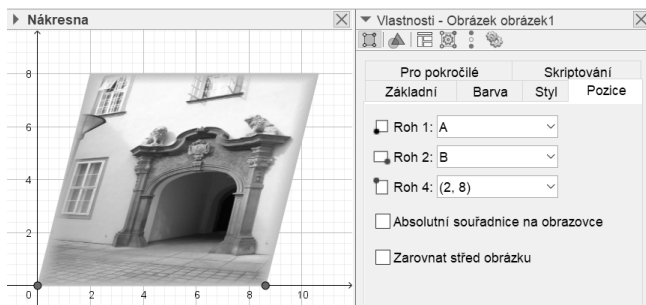 Nákresna
8
6
4
2
0
0
2
4
6
8
10
Vlastnosti - Obrázek obrázek1
Pro pokročilé Skriptování
Základní Barva Styl Pozice
Roh 1: A
Roh 2: B
Roh 4: (2, 8)
Absolutní souřadnice na obrazovce
Zarovnat střed obrázku